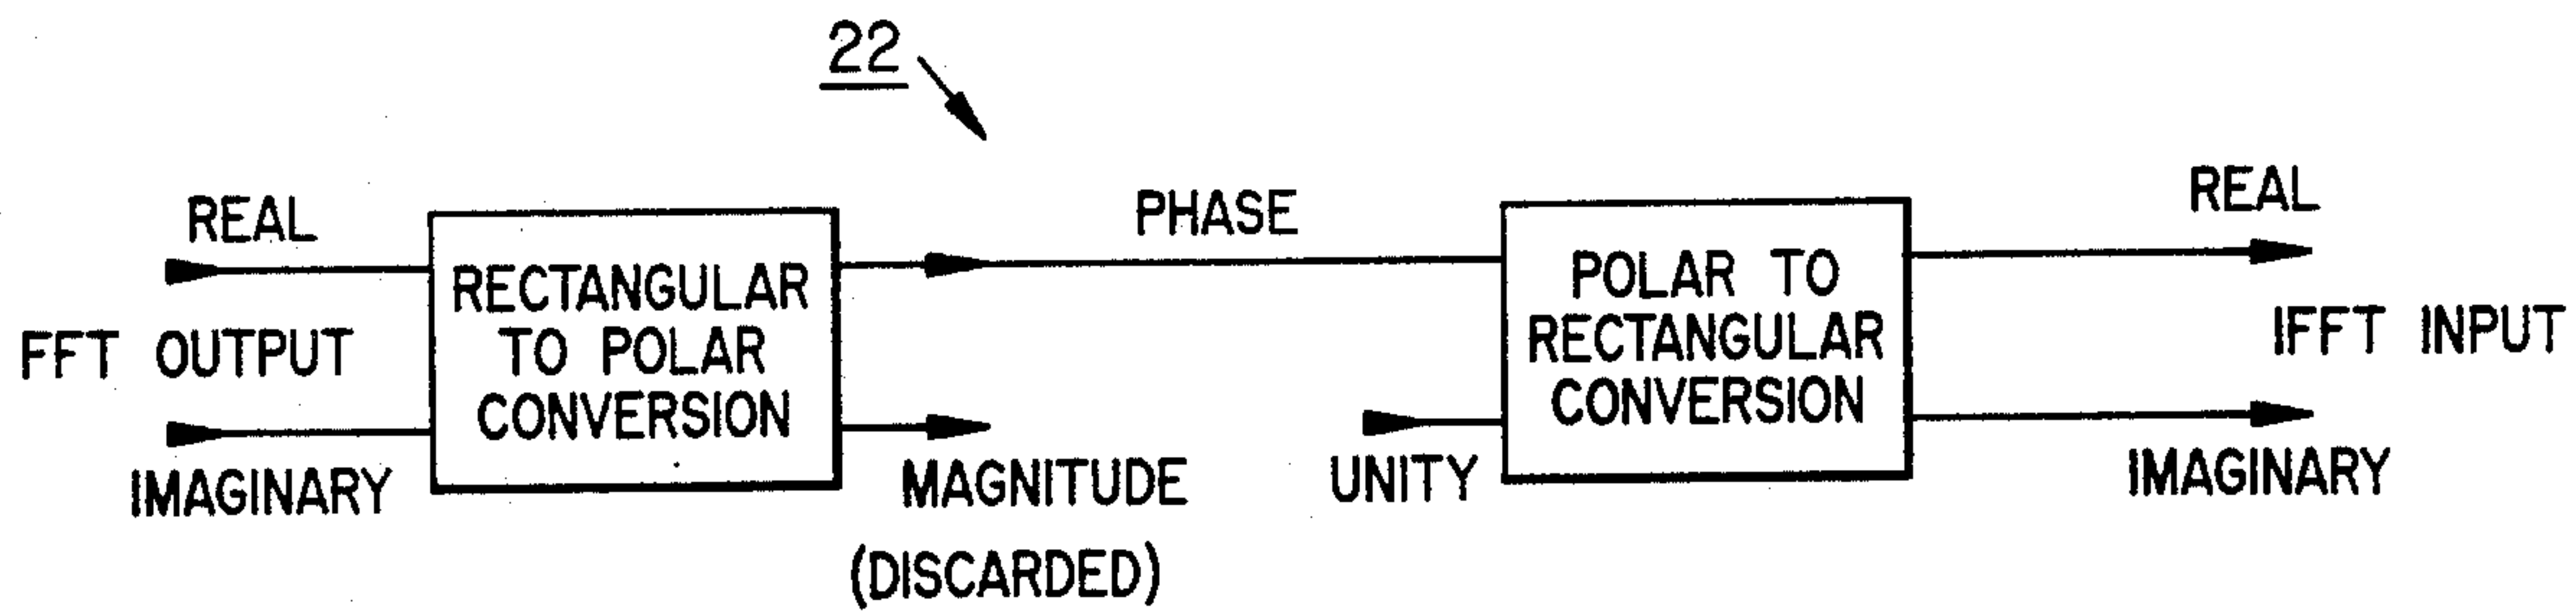 22
REAL
FFT OUTPUT
IMAGINARY
RECTANGULAR
TO POLAR
CONVERSION
PHASE
MAGNITUDE
(DISCARDED)
UNITY
POLAR TO
RECTANGULAR
CONVERSION
REAL
IFFT INPUT
IMAGINARY